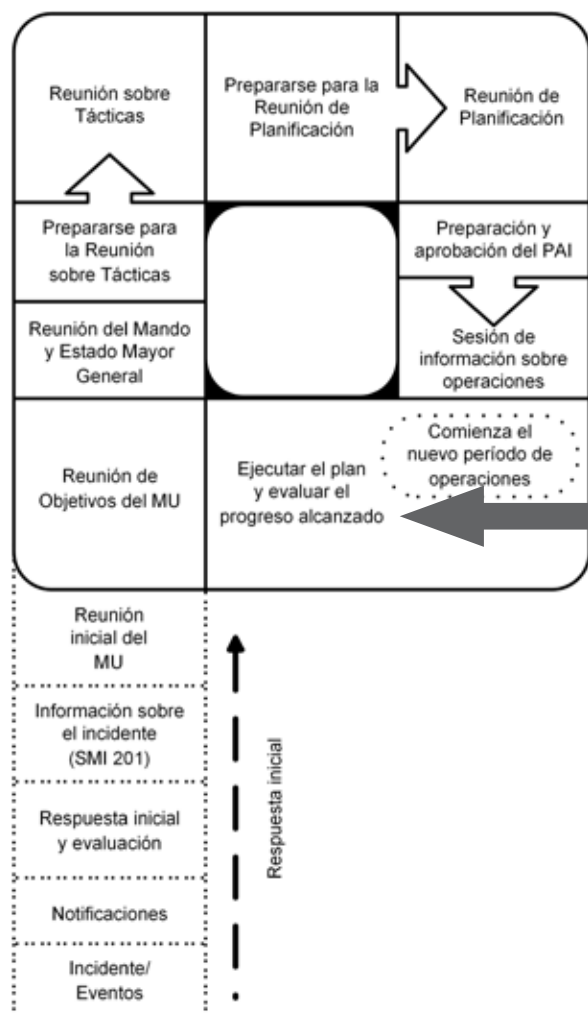 Reunión sobre
Tácticas
Prepararse para la
Reunión de
Planificación
Reunión de
Planificación
Prepararse para
la Reunión
sobre Tácticas
Preparación y
aprobación del PAI
Reunión del Mando
y Estado Mayor
General
Sesión de
información sobre
operaciones
Reunión de
Objetivos del MU
Ejecutar el plan
y evaluar el
progreso alcanzado
Comienza el
nuevo período de
operaciones
Reunión
inicial del
MU
Información sobre
el incidente
(SMI 201)
Respuesta inicial
y evaluación
Notificaciones
Incidente/
Eventos
Respuesta inicial